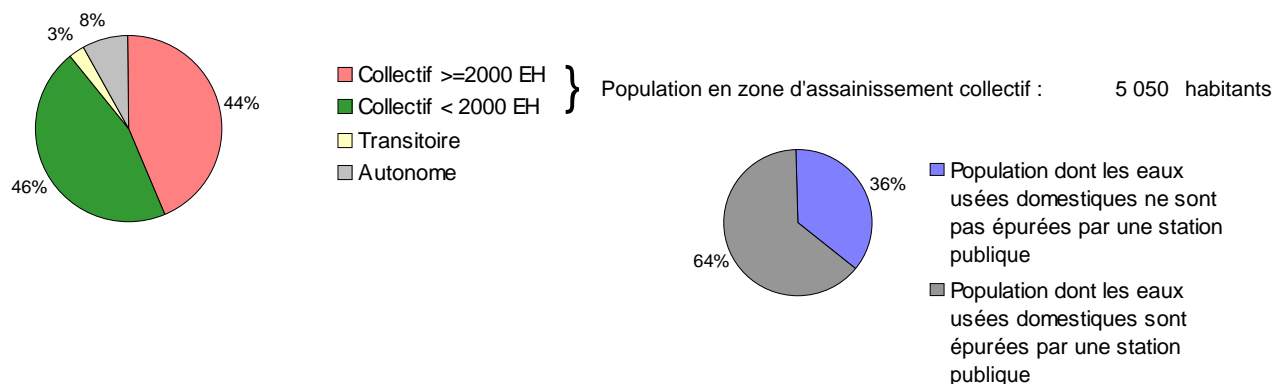 8%
3%
44%
46%
Collectif >=2000 EH
Collectif < 2000 EH
Transitoire
Autonome
}
Population en zone d'assainissement collectif : 5 050 habitants
36%
64%
Population dont les eaux
usées domestiques ne sont
pas épurées par une station
publique
Population dont les eaux
usées domestiques sont
épurées par une station
publique